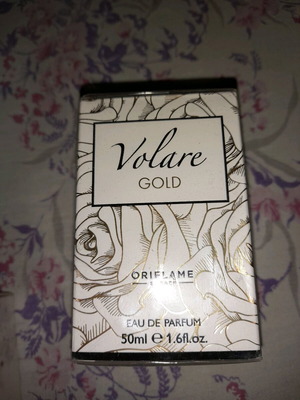 Volare
GOLD
ORIFLAME
EAU DE PARFUM
50ml ℮ 1.6fl.oz.